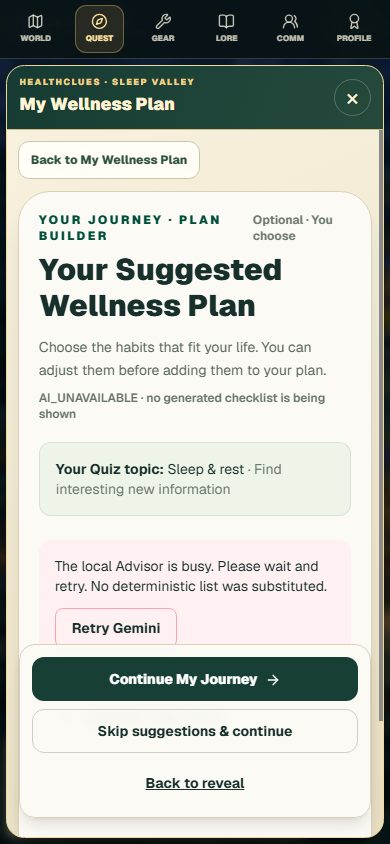 WORLD
QUEST
GEAR
LORE
COMM
PROFILE
HEALTHCLUES · SLEEP VALLEY
My Wellness Plan
×
Back to My Wellness Plan
YOUR JOURNEY · PLAN BUILDER
Optional · You choose
Your Suggested
Wellness Plan
Choose the habits that fit your life. You can
adjust them before adding them to your plan.
AI_UNAVAILABLE · no generated checklist is being
shown
Your Quiz topic: Sleep & rest · Find
interesting new information
The local Advisor is busy. Please wait and
retry. No deterministic list was substituted.
Retry Gemini
Continue My Journey →
Skip suggestions & continue
Back to reveal